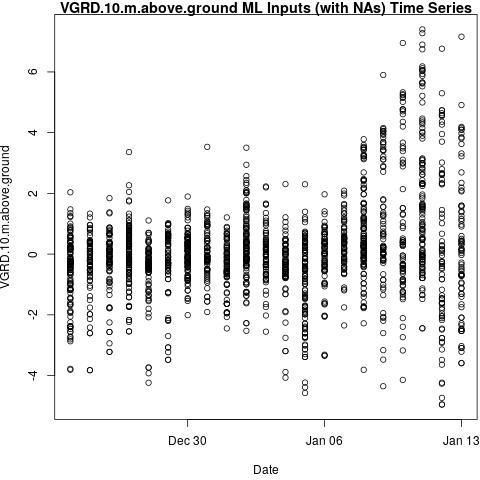 VGRD.10.m.above.ground ML Inputs (with NAs) Time Series
VGRD.10.m.above.ground
6
4
2
0
-2
-4
Dec 30
Jan 06
Jan 13
Date